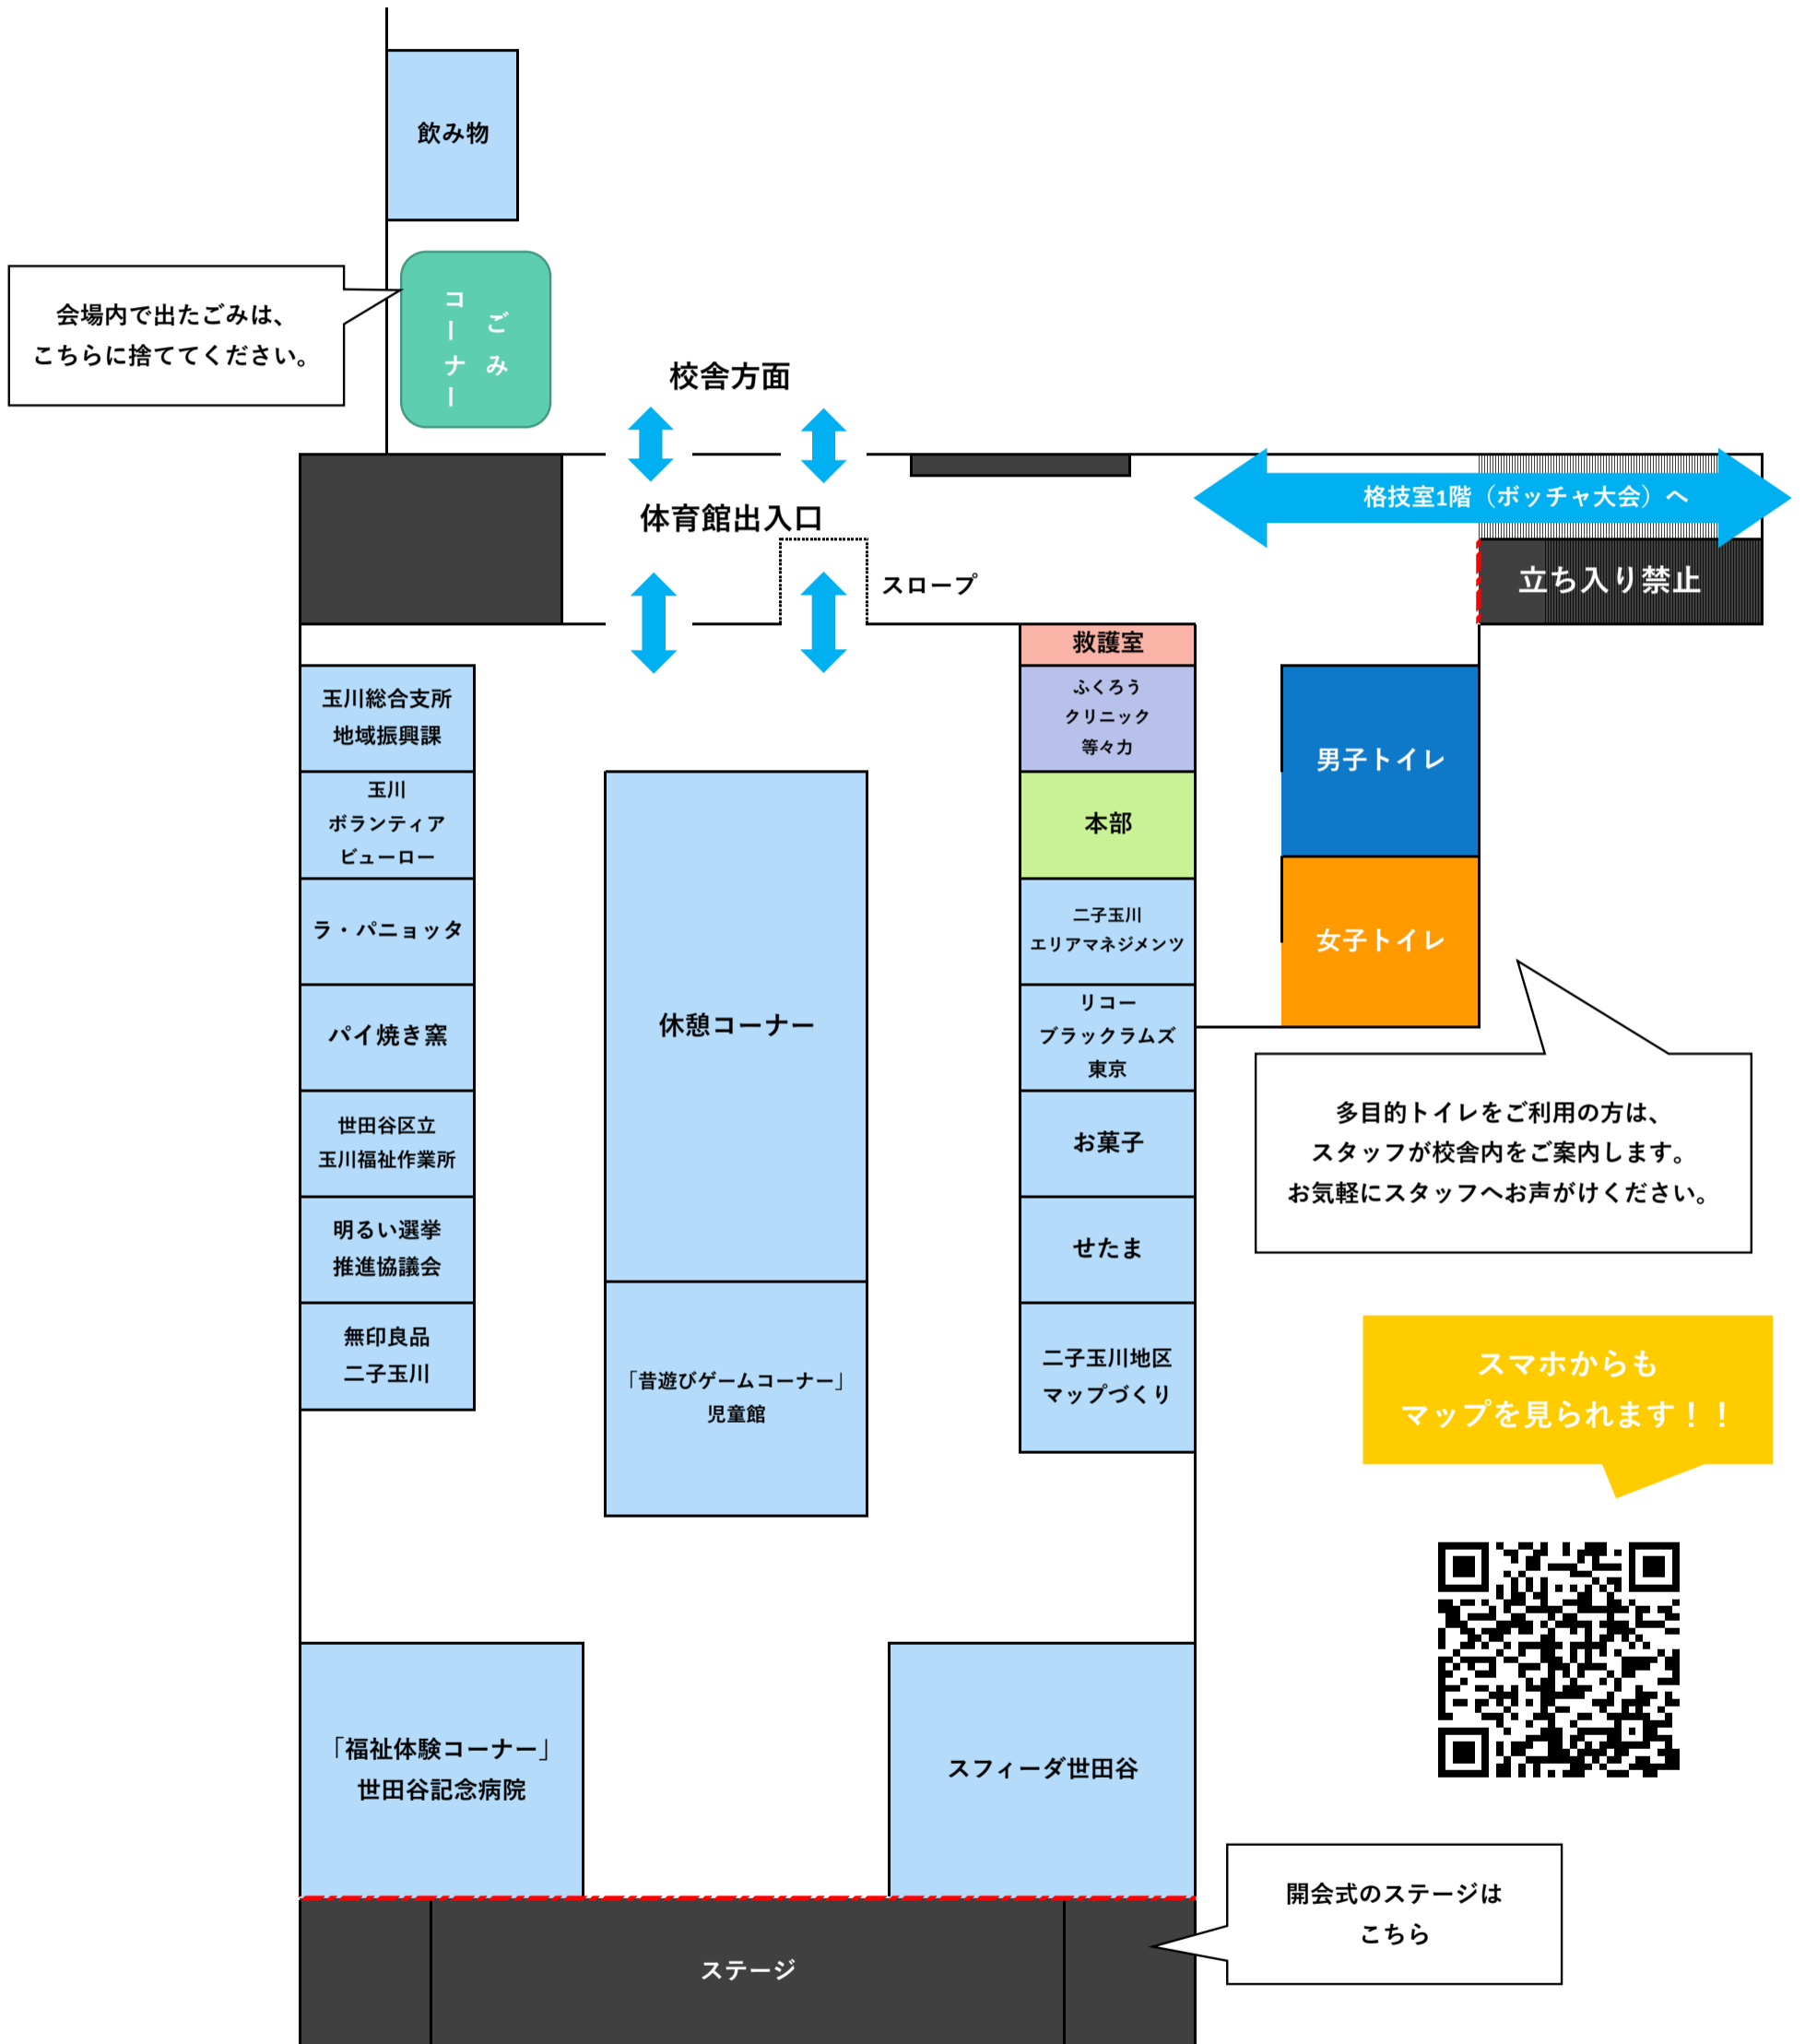 飲み物
会場内で出たごみは、
こちらに捨ててください。
ごみ
コーナー
校舎方面
体育館出入口
スロープ
格技室1階（ボッチャ大会）へ
立ち入り禁止
救護室
玉川総合支所
地域振興課
玉川
ボランティア
ビューロー
ラ・パニョッタ
パイ焼き窯
世田谷区立
玉川福祉作業所
明るい選挙
推進協議会
無印良品
二子玉川
休憩コーナー
「昔遊びゲームコーナー」
児童館
ふくろう
クリニック
等々力
本部
二子玉川
エリアマネジメンツ
リコー
ブラックラムズ
東京
お菓子
せたま
二子玉川地区
マップづくり
男子トイレ
女子トイレ
多目的トイレをご利用の方は、
スタッフが校舎内をご案内します。
お気軽にスタッフへお声がけください。
スマホからも
マップを見られます！！
「福祉体験コーナー」
世田谷記念病院
スフィーダ世田谷
開会式のステージは
こちら
ステージ